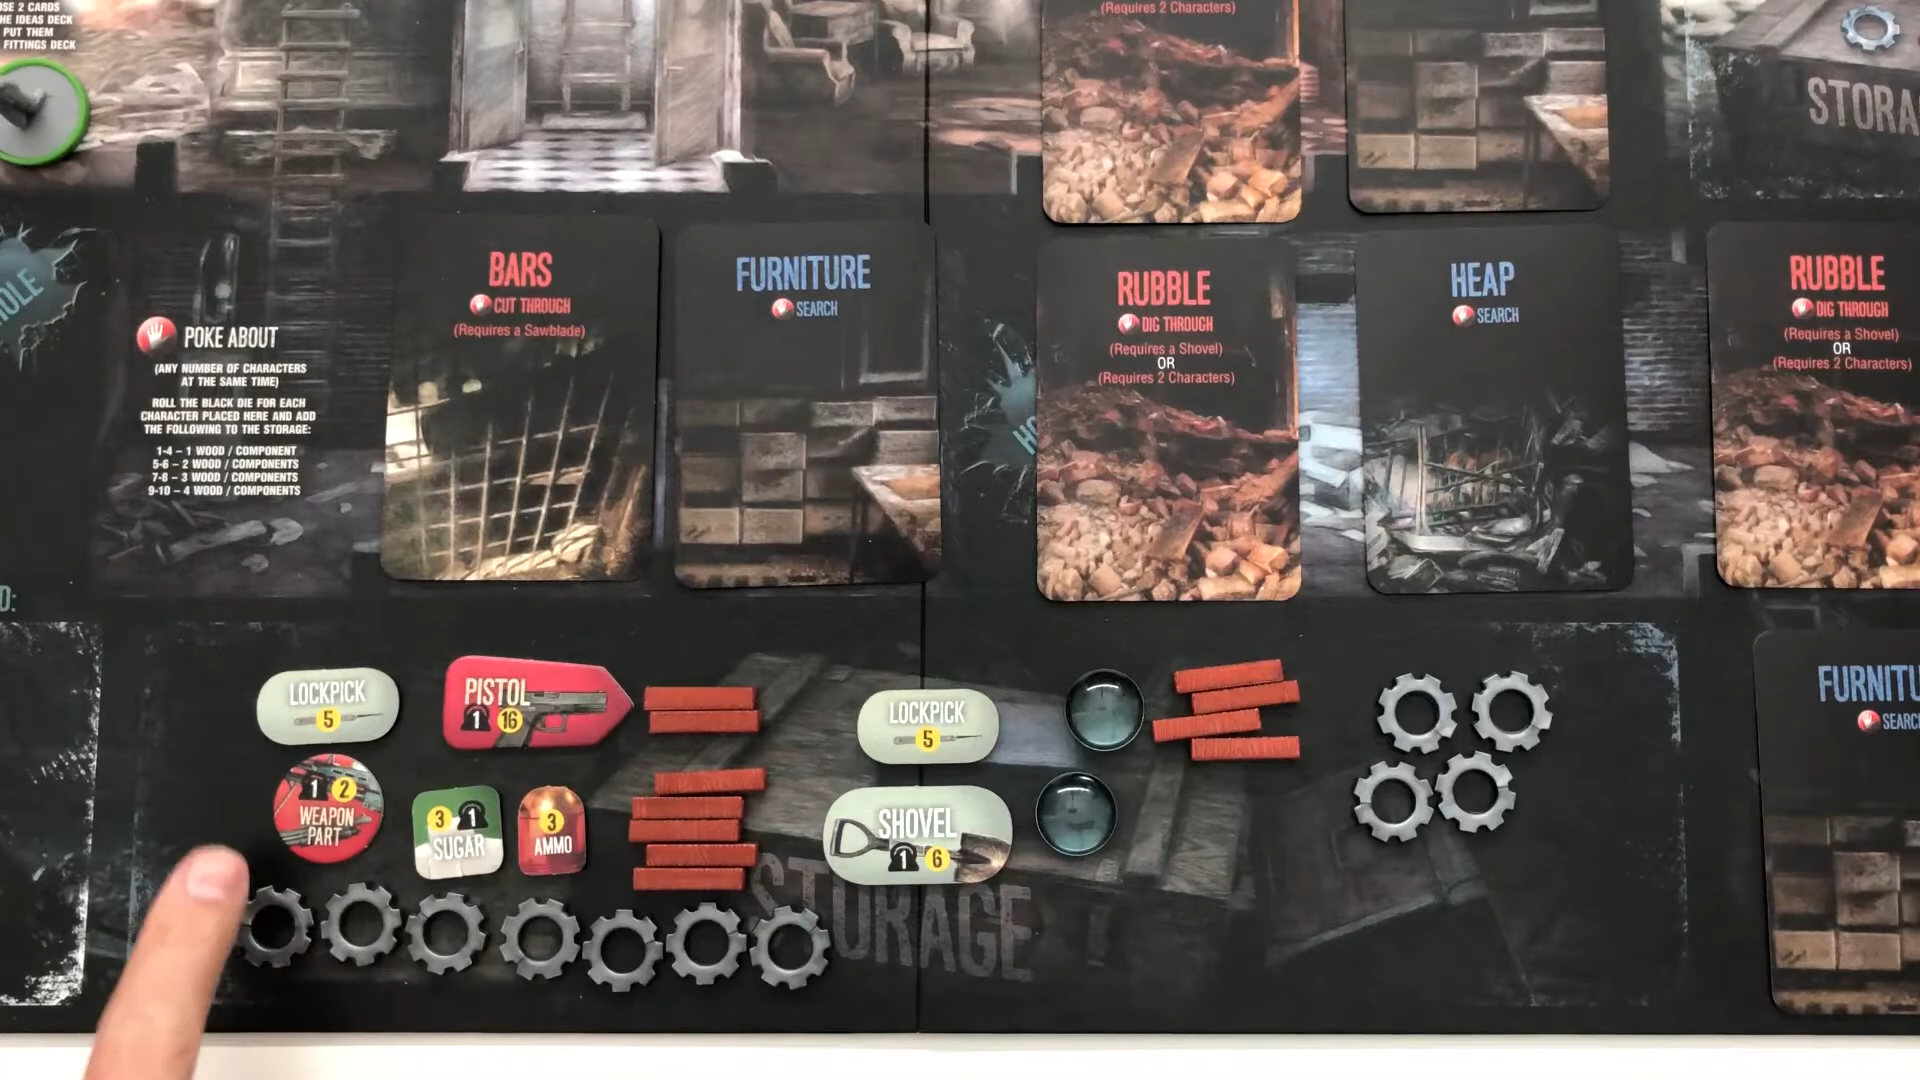 OSE 2 CARDS
HE IDEAS DECK
PUT THEM
FITTINGS DECK
(Requires 2 Characters)
STORA
OLE
POKE ABOUT
(ANY NUMBER OF CHARACTERS
AT THE SAME TIME)
ROLL THE BLACK DIE FOR EACH
CHARACTER PLACED HERE AND ADD
THE FOLLOWING TO THE STORAGE:
1-4 – 1 WOOD / COMPONENT
5-6 – 2 WOOD / COMPONENTS
7-8 – 3 WOOD / COMPONENTS
9-10 – 4 WOOD / COMPONENTS
BARS
CUT THROUGH
(Requires a Sawblade)
FURNITURE
SEARCH
HO
RUBBLE
DIG THROUGH
(Requires a Shovel)
OR
(Requires 2 Characters)
HEAP
SEARCH
RUBBLE
DIG THROUGH
(Requires a Shovel)
OR
(Requires 2 Characters)
D:
LOCKPICK
5
PISTOL
1 16
1 2
WEAPON
PART
3 1
SUGAR
3
AMMO
LOCKPICK
5
SHOVEL
1 6
STORAGE
FURNITU
SEARC